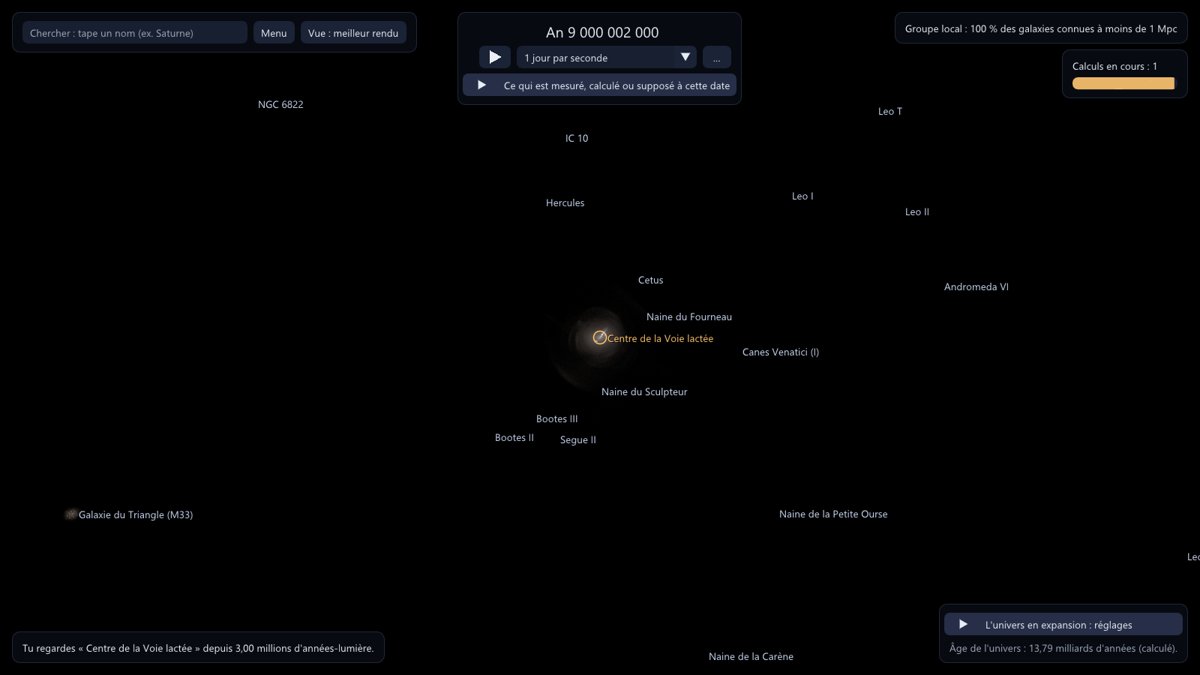 Chercher : tape un nom (ex. Saturne)
Menu
Vue : meilleur rendu
An 9 000 002 000
1 jour par seconde
...
Ce qui est mesuré, calculé ou supposé à cette date
Groupe local : 100 % des galaxies connues à moins de 1 Mpc
Calculs en cours : 1
NGC 6822
Leo T
IC 10
Leo I
Hercules
Leo II
Cetus
Andromeda VI
Naine du Fourneau
Centre de la Voie lactée
Canes Venatici (I)
Naine du Sculpteur
Bootes III
Bootes II
Segue II
Galaxie du Triangle (M33)
Naine de la Petite Ourse
L'univers en expansion : réglages
Âge de l'univers : 13,79 milliards d'années (calculé).
Tu regardes « Centre de la Voie lactée » depuis 3,00 millions d'années-lumière.
Naine de la Carène